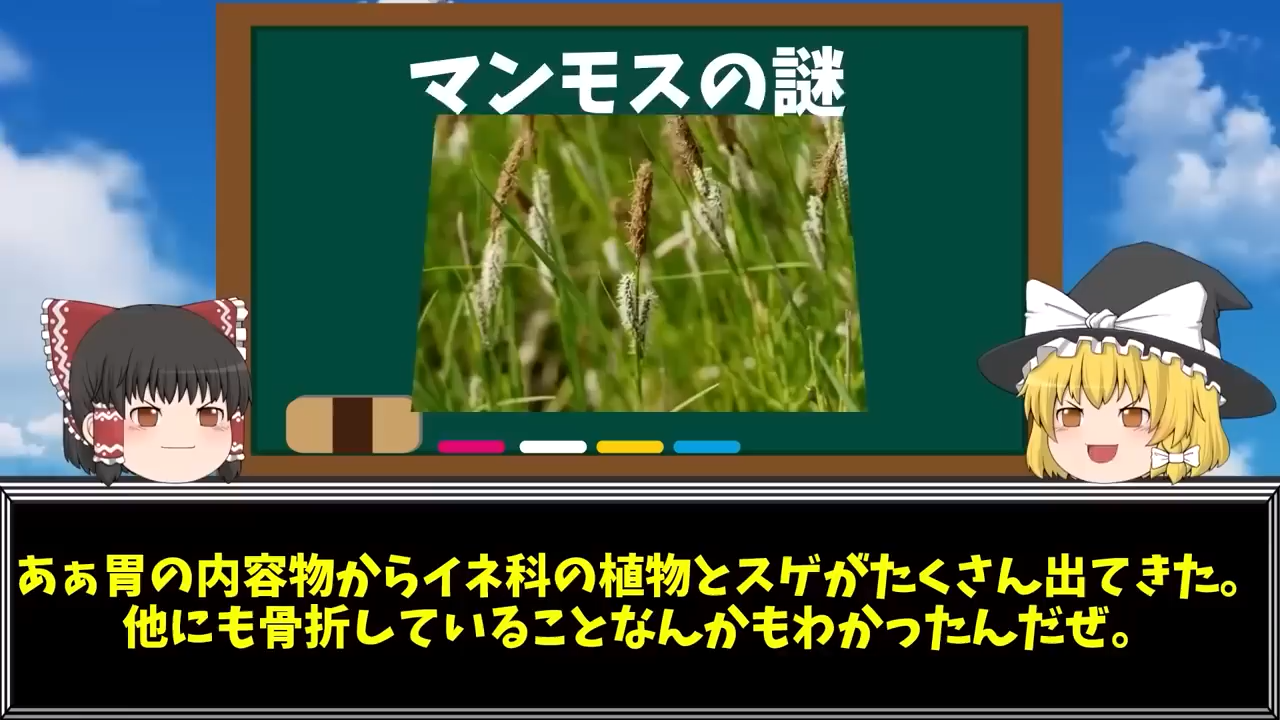 マンモスの謎
あぁ胃の内容物からイネ科の植物とスゲがたくさん出てきた。
他にも骨折していることなんかもわかったんだぜ。